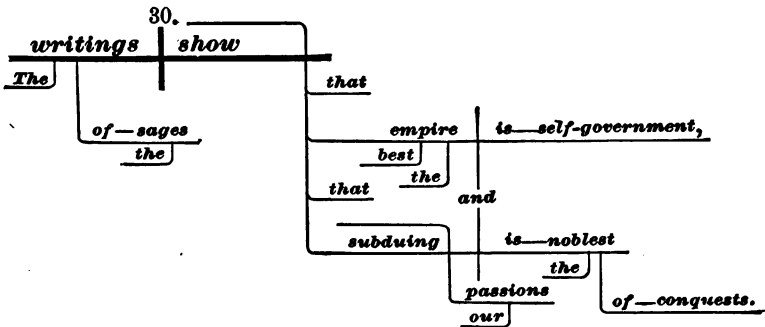 30.
writings show
The
that
of—sages
the
empire is—self-government,
best
the
that
and
subduing is—noblest
the
passions
of—conquests.
our